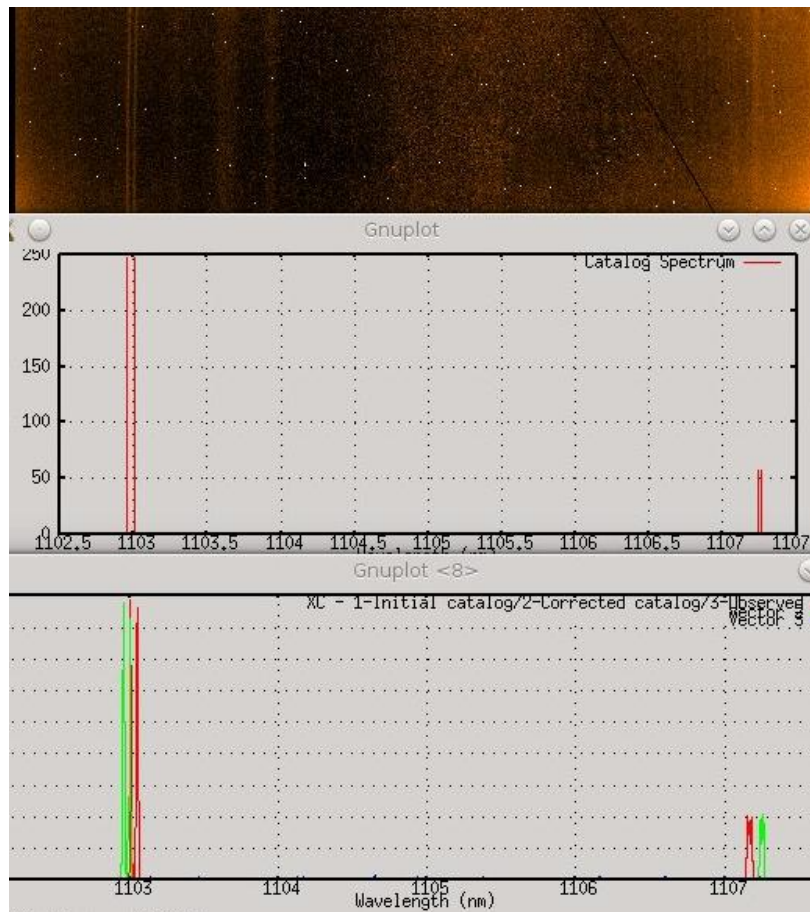 Gnuplot
250
Catalog Spectrum
200
150
100
50
0
1102.5 1103 1103.5 1104 1104.5 1105 1105.5 1106 1106.5 1107 1107
Gnuplot <8>
XC - 1-Initial catalog/2-Corrected catalog/3-Observed
Vector 3
1103 1104 1105 1106 1107
Wavelength (nm)